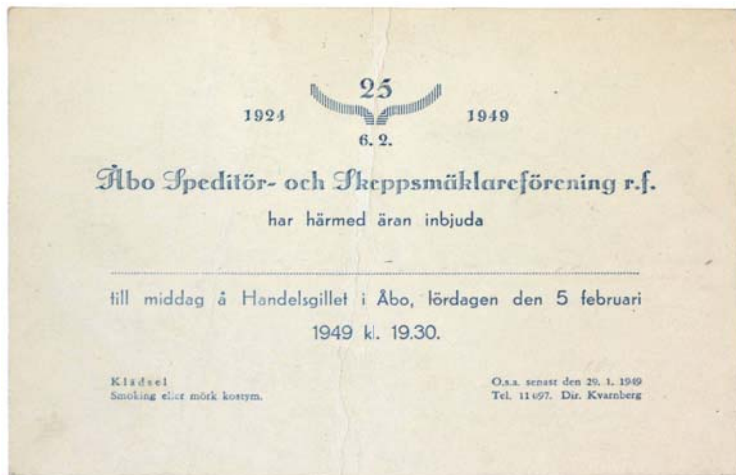 25
1924 1949
6. 2.
Åbo Speditör- och Skeppsmäklareförening r.f.
har härmed äran inbjuda
till middag å Handelsgillet i Åbo, lördagen den 5 februari
1949 kl. 19.30.
Klädsel
Smoking eller mörk kostym.
O.s.a. senast den 29. 1. 1949
Tel. 11 697. Dir. Kvarnberg